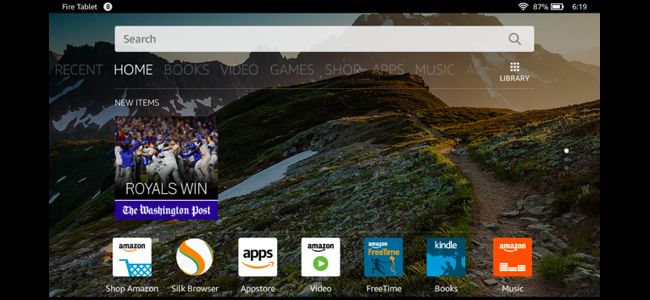 Fire Tablet 8 87% 6:19
Search
RECENT HOME BOOKS VIDEO GAMES SHOP APPS MUSIC A
LIBRARY
NEW ITEMS
ROYALS WIN
The Washington Post
amazon amazon FreeTime kindle amazon
apps
Shop Amazon Silk Browser Appstore Video FreeTime Books Music